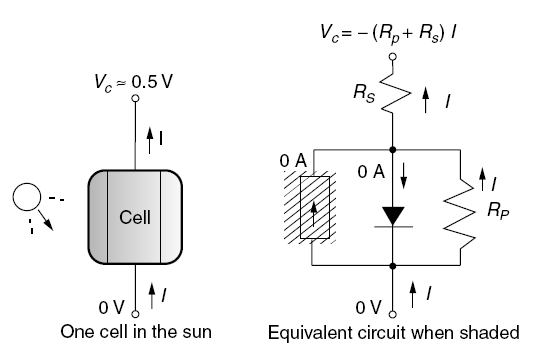 V_c ≈ 0.5 V
I
Cell
0 V
I
One cell in the sun
V_c = – (R_p + R_s) I
R_S
I
0 A
0 A
I
R_P
0 V
I
Equivalent circuit when shaded